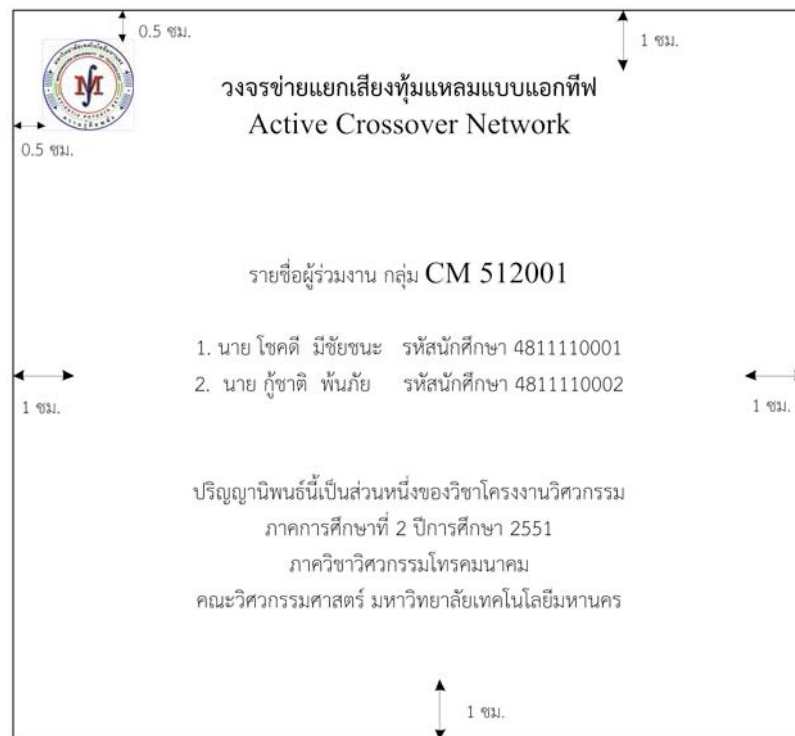 0.5 ซม.
1 ซม.
วงจรข่ายแยกเสียงทุ้มแหลมแบบแอกทีฟ
Active Crossover Network
0.5 ซม.
รายชื่อผู้ร่วมงาน กลุ่ม CM 512001
1. นาย โชคดี มีชัยชนะ รหัสนักศึกษา 4811110001
2. นาย กู้ชาติ พ้นภัย รหัสนักศึกษา 4811110002
1 ซม.
1 ซม.
ปริญญานิพนธ์นี้เป็นส่วนหนึ่งของวิชาโครงงานวิศวกรรม
ภาคการศึกษาที่ 2 ปีการศึกษา 2551
ภาควิชาวิศวกรรมโทรคมนาคม
คณะวิศวกรรมศาสตร์ มหาวิทยาลัยเทคโนโลยีมหานคร
1 ซม.